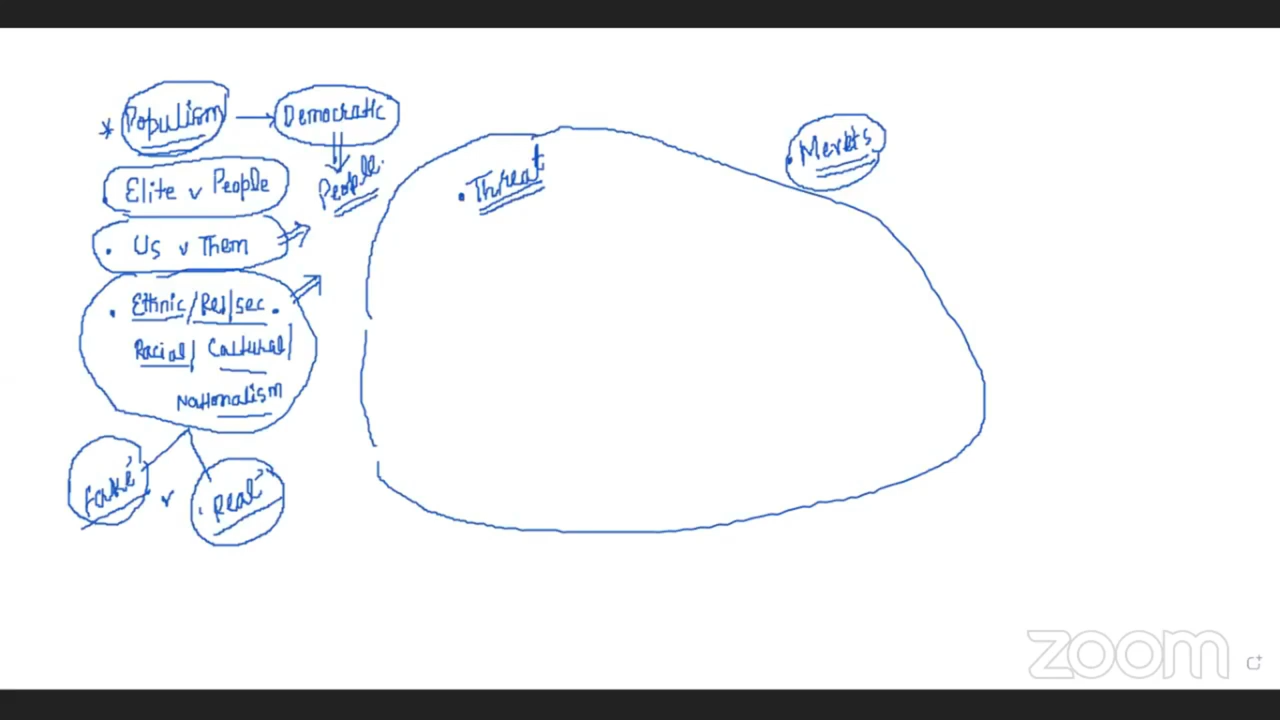 * Populism → Democratic
People.
Elite v People
. Us v Them
. Ethnic / Rel / sec .
Racial / Cultural /
Nationalism
'Fake' v 'Real'
. Threat
. Merits
zoom